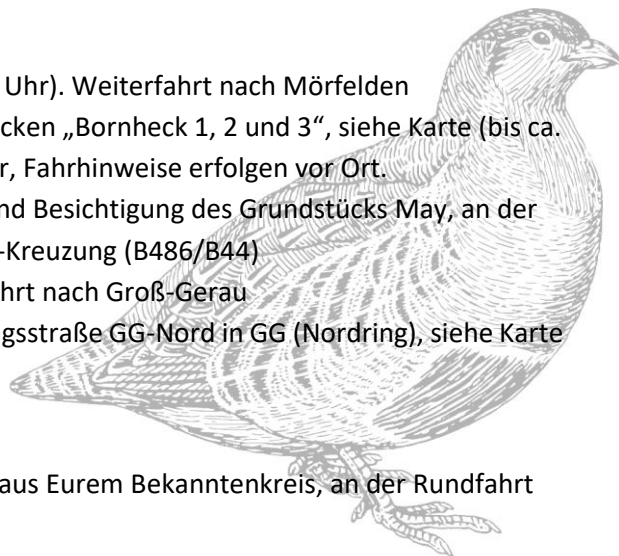 Uhr). Weiterfahrt nach Mörfelden
cken „Bornheck 1, 2 und 3“, siehe Karte (bis ca.
r, Fahrhinweise erfolgen vor Ort.
nd Besichtigung des Grundstücks May, an der
-Kreuzung (B486/B44)
hrt nach Groß-Gerau
gsstraße GG-Nord in GG (Nordring), siehe Karte
aus Eurem Bekanntenkreis, an der Rundfahrt